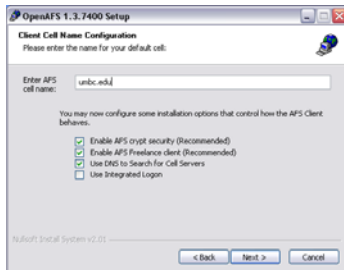 OpenAFS 1.3.7400 Setup
Client Cell Name Configuration
Please enter the name for your default cell:
Enter AFS
cell name:
umbc.edu
You may now configure some installation options that control how the AFS Client
behaves.
Enable AFS crypt security (Recommended)
Enable AFS Freelance client (Recommended)
Use DNS to Search for Cell Servers
Use Integrated Logon
Nullsoft Install System v2.01
< Back
Next >
Cancel